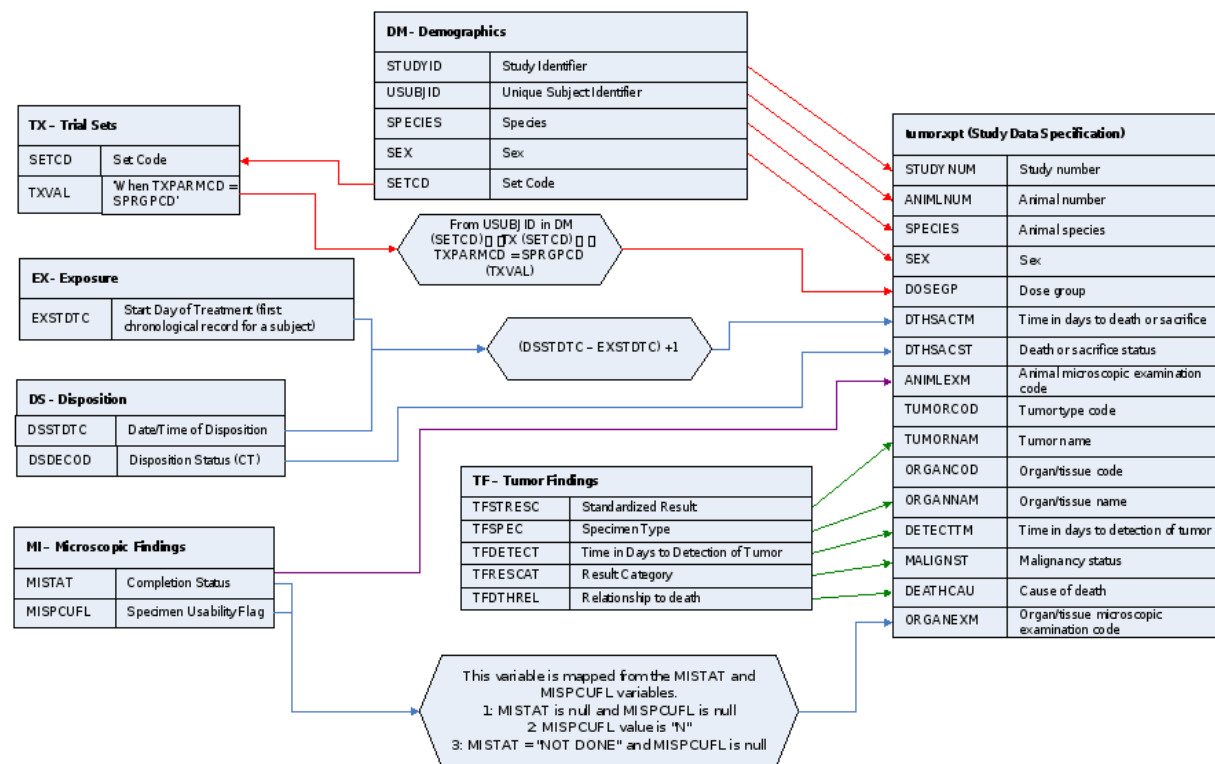 DM - Demographics
STUDYID Study Identifier
USUBJID Unique Subject Identifier
SPECIES Species
SEX Sex
SETCD Set Code
TX - Trial Sets
SETCD Set Code
TXVAL 'When TXPARMCD =
SPRGPCD'
From USUBJID in DM
(SETCD) TX (SETCD)
TXPARMCD = SPRGPCD
(TXVAL)
EX - Exposure
EXSTDTC Start Day of Treatment (first
chronological record for a subject)
(DSSTDTC – EXSTDTC) +1
DS - Disposition
DSSTDTC Date/Time of Disposition
DSDECOD Disposition Status (CT)
MI – Microscopic Findings
MISTAT Completion Status
MISPCUFL Specimen Usability Flag
TF – Tumor Findings
TFSTRESC Standardized Result
TFSPEC Specimen Type
TFDETECT Time in Days to Detection of Tumor
TFRESCAT Result Category
TFDTHREL Relationship to death
This variable is mapped from the MISTAT and
MISPCUFL variables.
1: MISTAT is null and MISPCUFL is null
2: MISPCUFL value is "N"
3: MISTAT = "NOT DONE" and MISPCUFL is null
tumor.xpt (Study Data Specification)
STUDYNUM Study number
ANIMLNUM Animal number
SPECIES Animal species
SEX Sex
DOSEGP Dose group
DTHSACTM Time in days to death or sacrifice
DTHSACST Death or sacrifice status
ANIMLEXM Animal microscopic examination
code
TUMORCOD Tumor type code
TUMORNAM Tumor name
ORGANCOD Organ/tissue code
ORGANNAM Organ/tissue name
DETECTTM Time in days to detection of tumor
MALIGNST Malignancy status
DEATHCAU Cause of death
ORGANEXM Organ/tissue microscopic
examination code